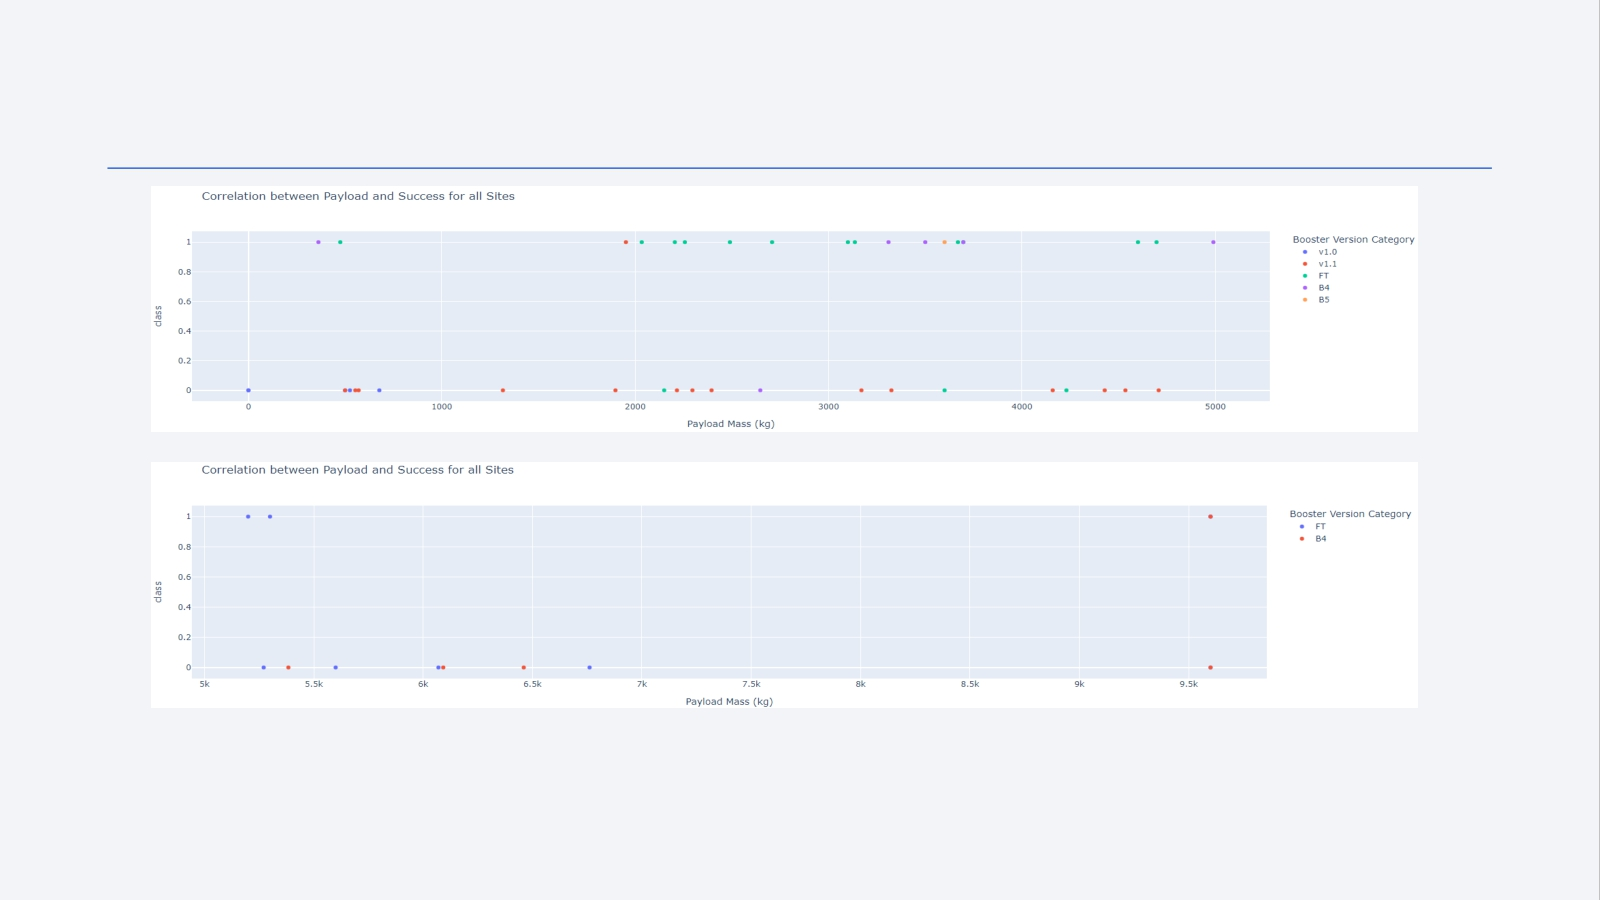 Correlation between Payload and Success for all Sites
Booster Version Category
v1.0
v1.1
FT
B4
B5
class
1
0.8
0.6
0.4
0.2
0
0 1000 2000 3000 4000 5000
Payload Mass (kg)
Correlation between Payload and Success for all Sites
Booster Version Category
FT
B4
class
1
0.8
0.6
0.4
0.2
0
5k 5.5k 6k 6.5k 7k 7.5k 8k 8.5k 9k 9.5k
Payload Mass (kg)